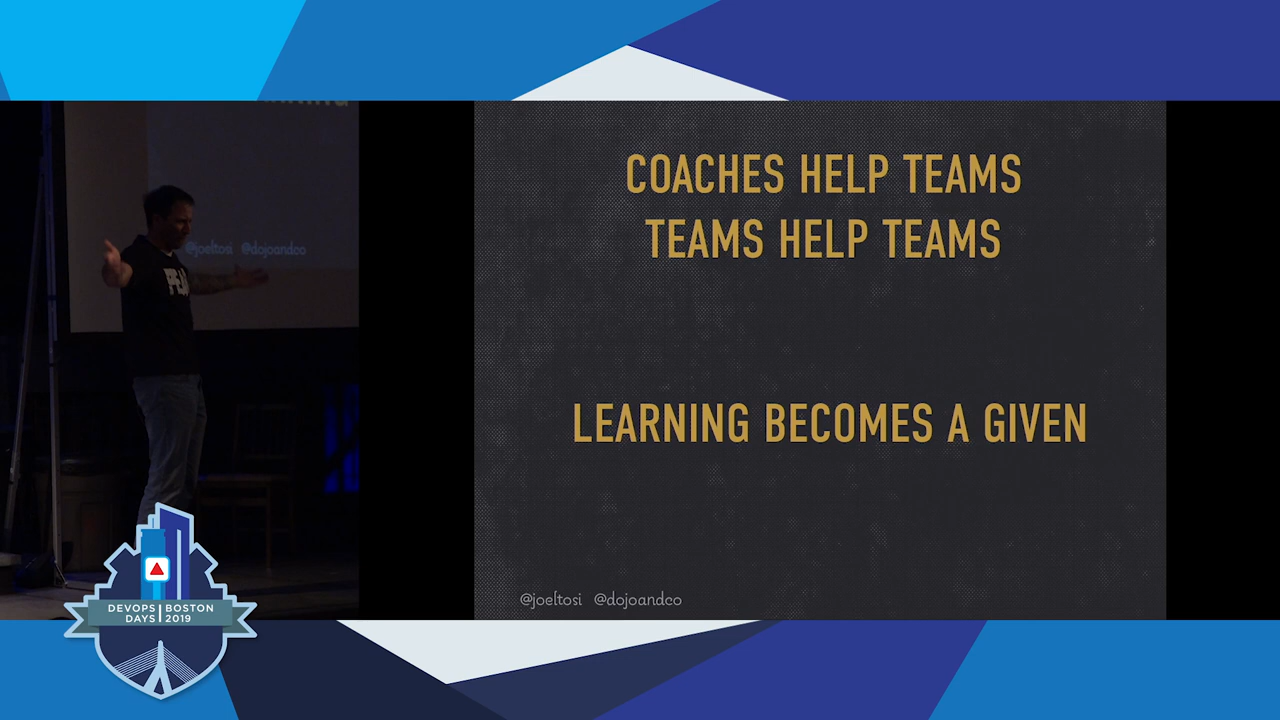 @joeltosi @dojoandco
COACHES HELP TEAMS
TEAMS HELP TEAMS
LEARNING BECOMES A GIVEN
@joeltosi @dojoandco
DEVOPS BOSTON
DAYS 2019